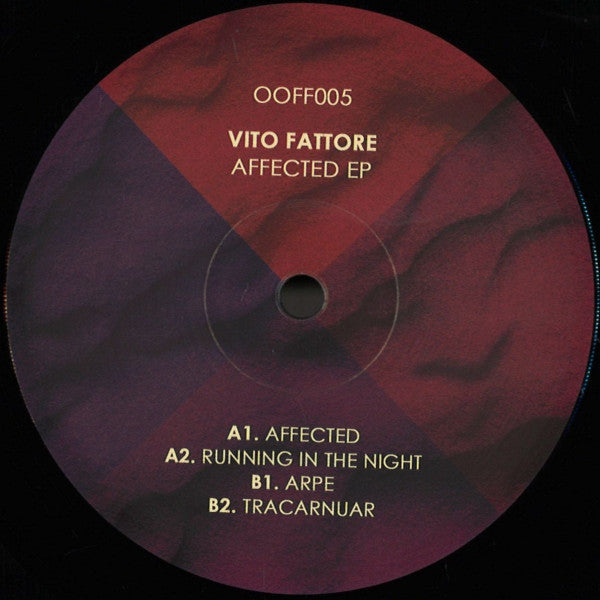 OOFF005
VITO FATTORE
AFFECTED EP
A1. AFFECTED
A2. RUNNING IN THE NIGHT
B1. ARPE
B2. TRACARNUAR